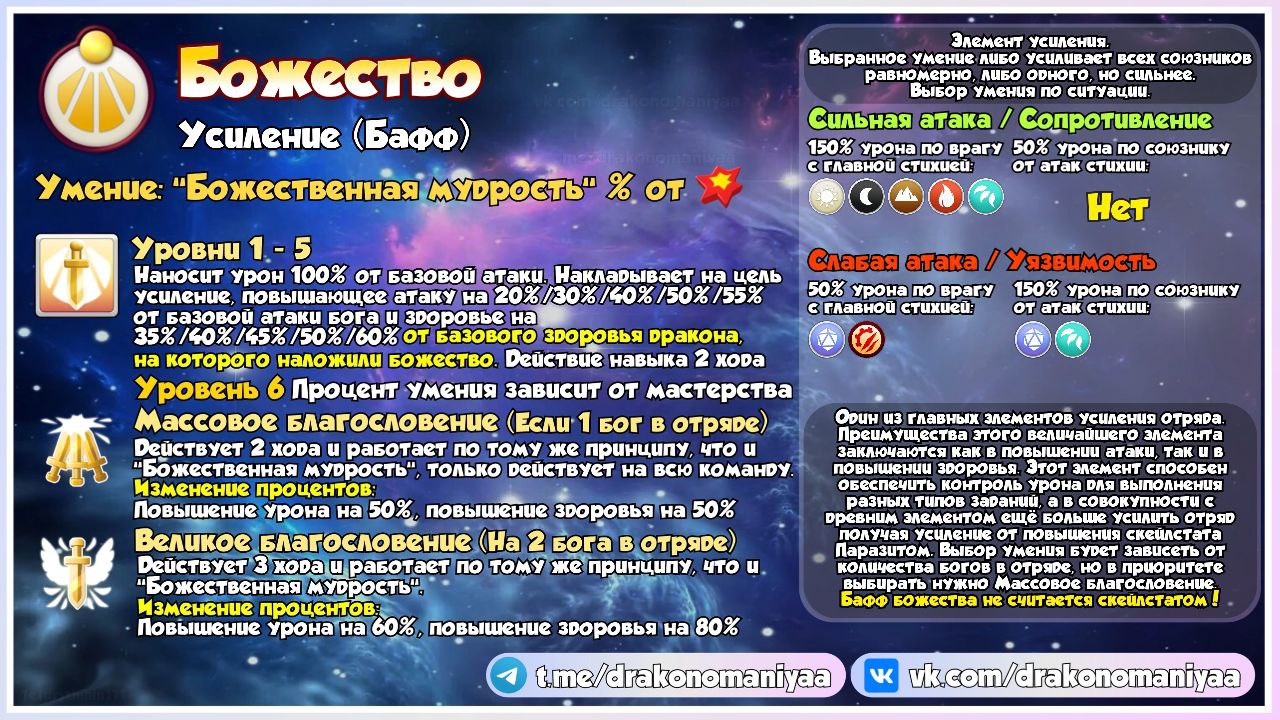 Божество
Усиление (Бафф)
Умение: "Божественная мудрость" % от
Уровни 1 - 5
Наносит урон 100% от базовой атаки. Накладывает на цель
усиление, повышающее атаку на 20%/30%/40%/50%/55%
от базовой атаки бога и здоровье на
35%/40%/45%/50%/60% от базового здоровья дракона,
на которого наложили божество. Действие навыка 2 хода
Уровень 6 Процент умения зависит от мастерства
Массовое благословение (Если 1 бог в отряде)
Действует 2 хода и работает по тому же принципу, что и
"Божественная мудрость", только действует на всю команду.
Изменение процентов:
Повышение урона на 50%, повышение здоровья на 50%
Великое благословение (На 2 бога в отряде)
Действует 3 хода и работает по тому же принципу, что и
"Божественная мудрость".
Изменение процентов:
Повышение урона на 60%, повышение здоровья на 80%
Элемент усиления.
Выбранное умение либо усиливает всех союзников
равномерно, либо одного, но сильнее.
Выбор умения по ситуации.
Сильная атака / Сопротивление
150% урона по врагу 50% урона по союзнику
с главной стихией: от атак стихии:
Нет
Слабая атака / Уязвимость
50% урона по врагу 150% урона по союзнику
с главной стихией: от атак стихии:
Один из главных элементов усиления отряда.
Преимущества этого величайшего элемента
заключаются как в повышении атаки, так и в
повышении здоровья. Этот элемент способен
обеспечить контроль урона для выполнения
разных типов заданий, а в совокупности с
древним элементом ещё больше усилить отряд
получая усиление от повышения скейлстата
Паразитом. Выбор умения будет зависеть от
количества богов в отряде, но в приоритете
выбирать нужно Массовое благословение.
Бафф божества не считается скейлстатом!
t.me/drakonomaniyaa vk.com/drakonomaniyaa